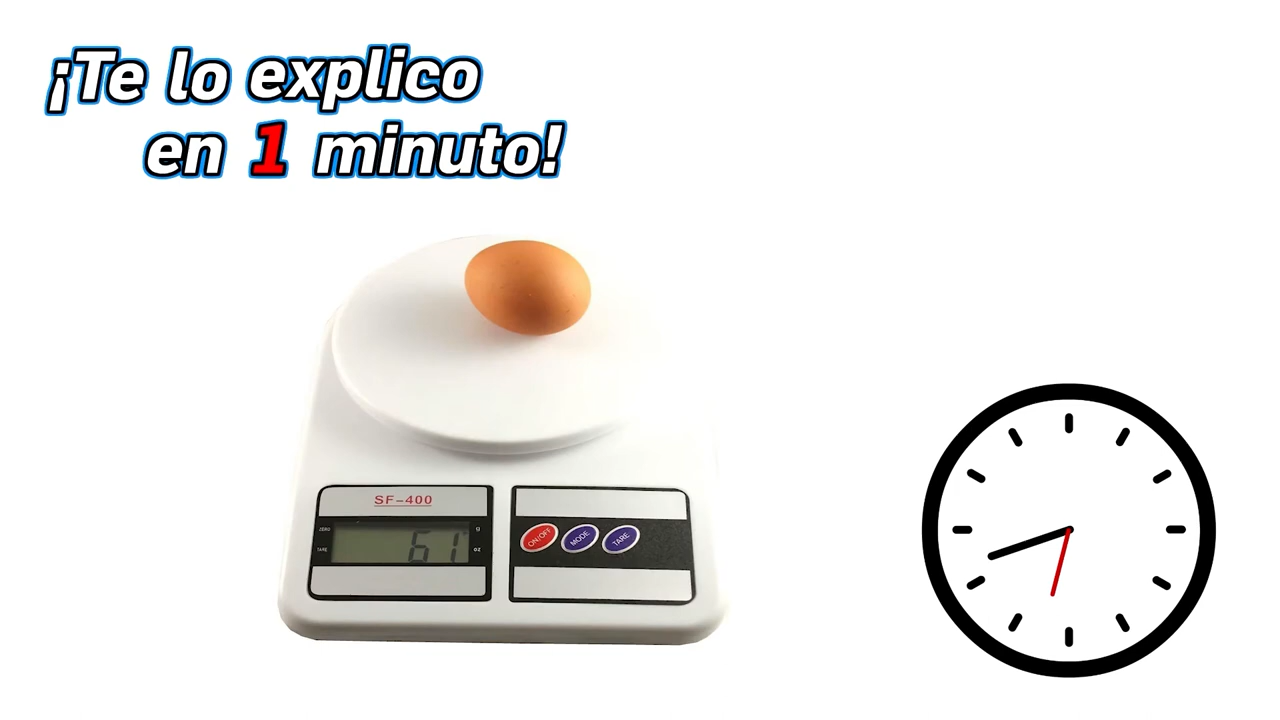 ¡Te lo explico
en 1 minuto!
SF-400
ZERO
TARE
61
g
oz
ON/OFF
MODE
TARE